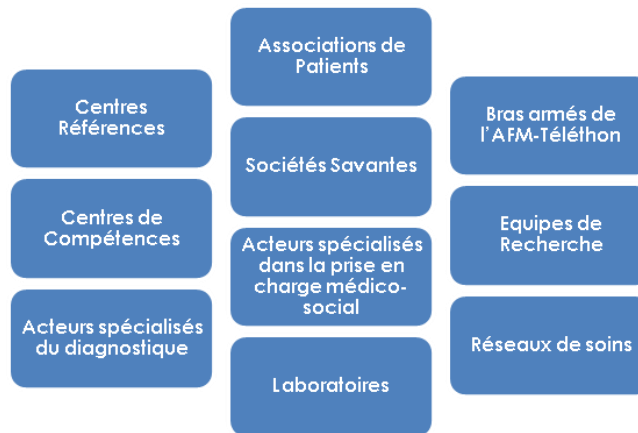 Centres
Références
Centres de
Compétences
Acteurs spécialisés
du diagnostique
Associations de
Patients
Sociétés Savantes
Acteurs spécialisés
dans la prise en
charge médico-
social
Laboratoires
Bras armés de
l'AFM-Téléthon
Equipes de
Recherche
Réseaux de soins